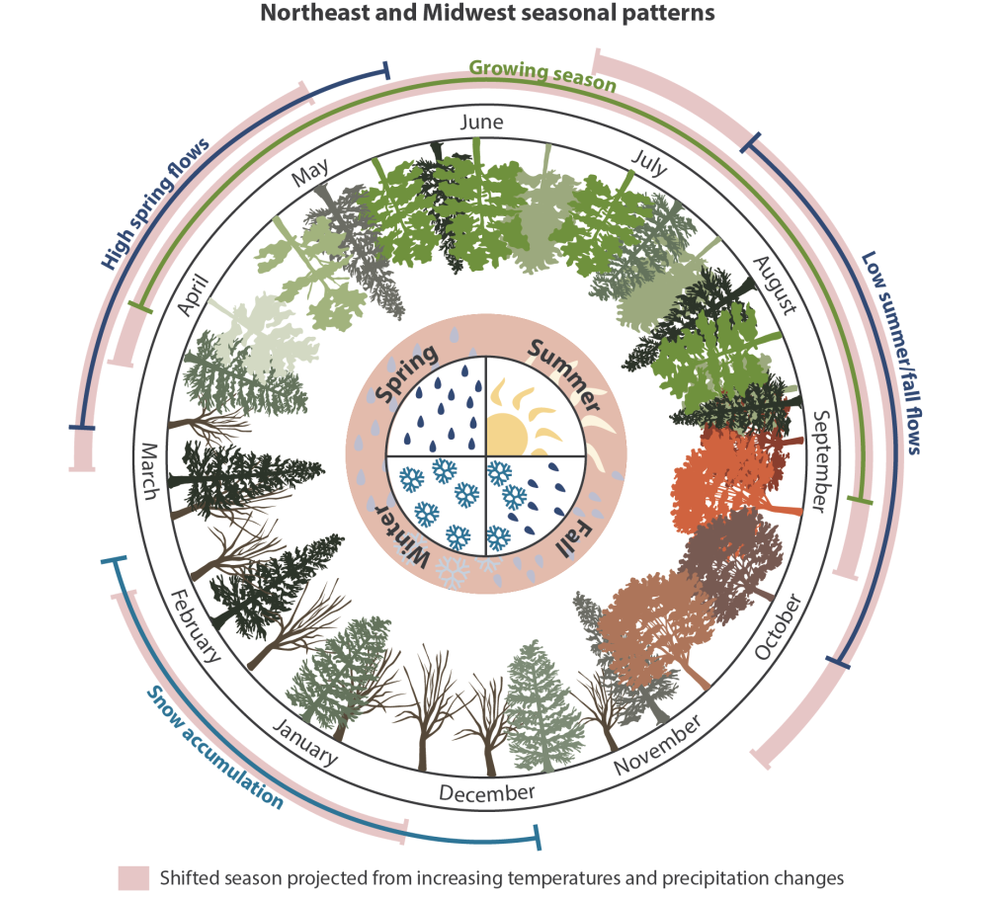 Northeast and Midwest seasonal patterns
Growing season
High spring flows
Low summer/fall flows
Snow accumulation
June
July
August
September
October
November
December
January
February
March
April
May
Spring
Summer
Fall
Winter
Shifted season projected from increasing temperatures and precipitation changes